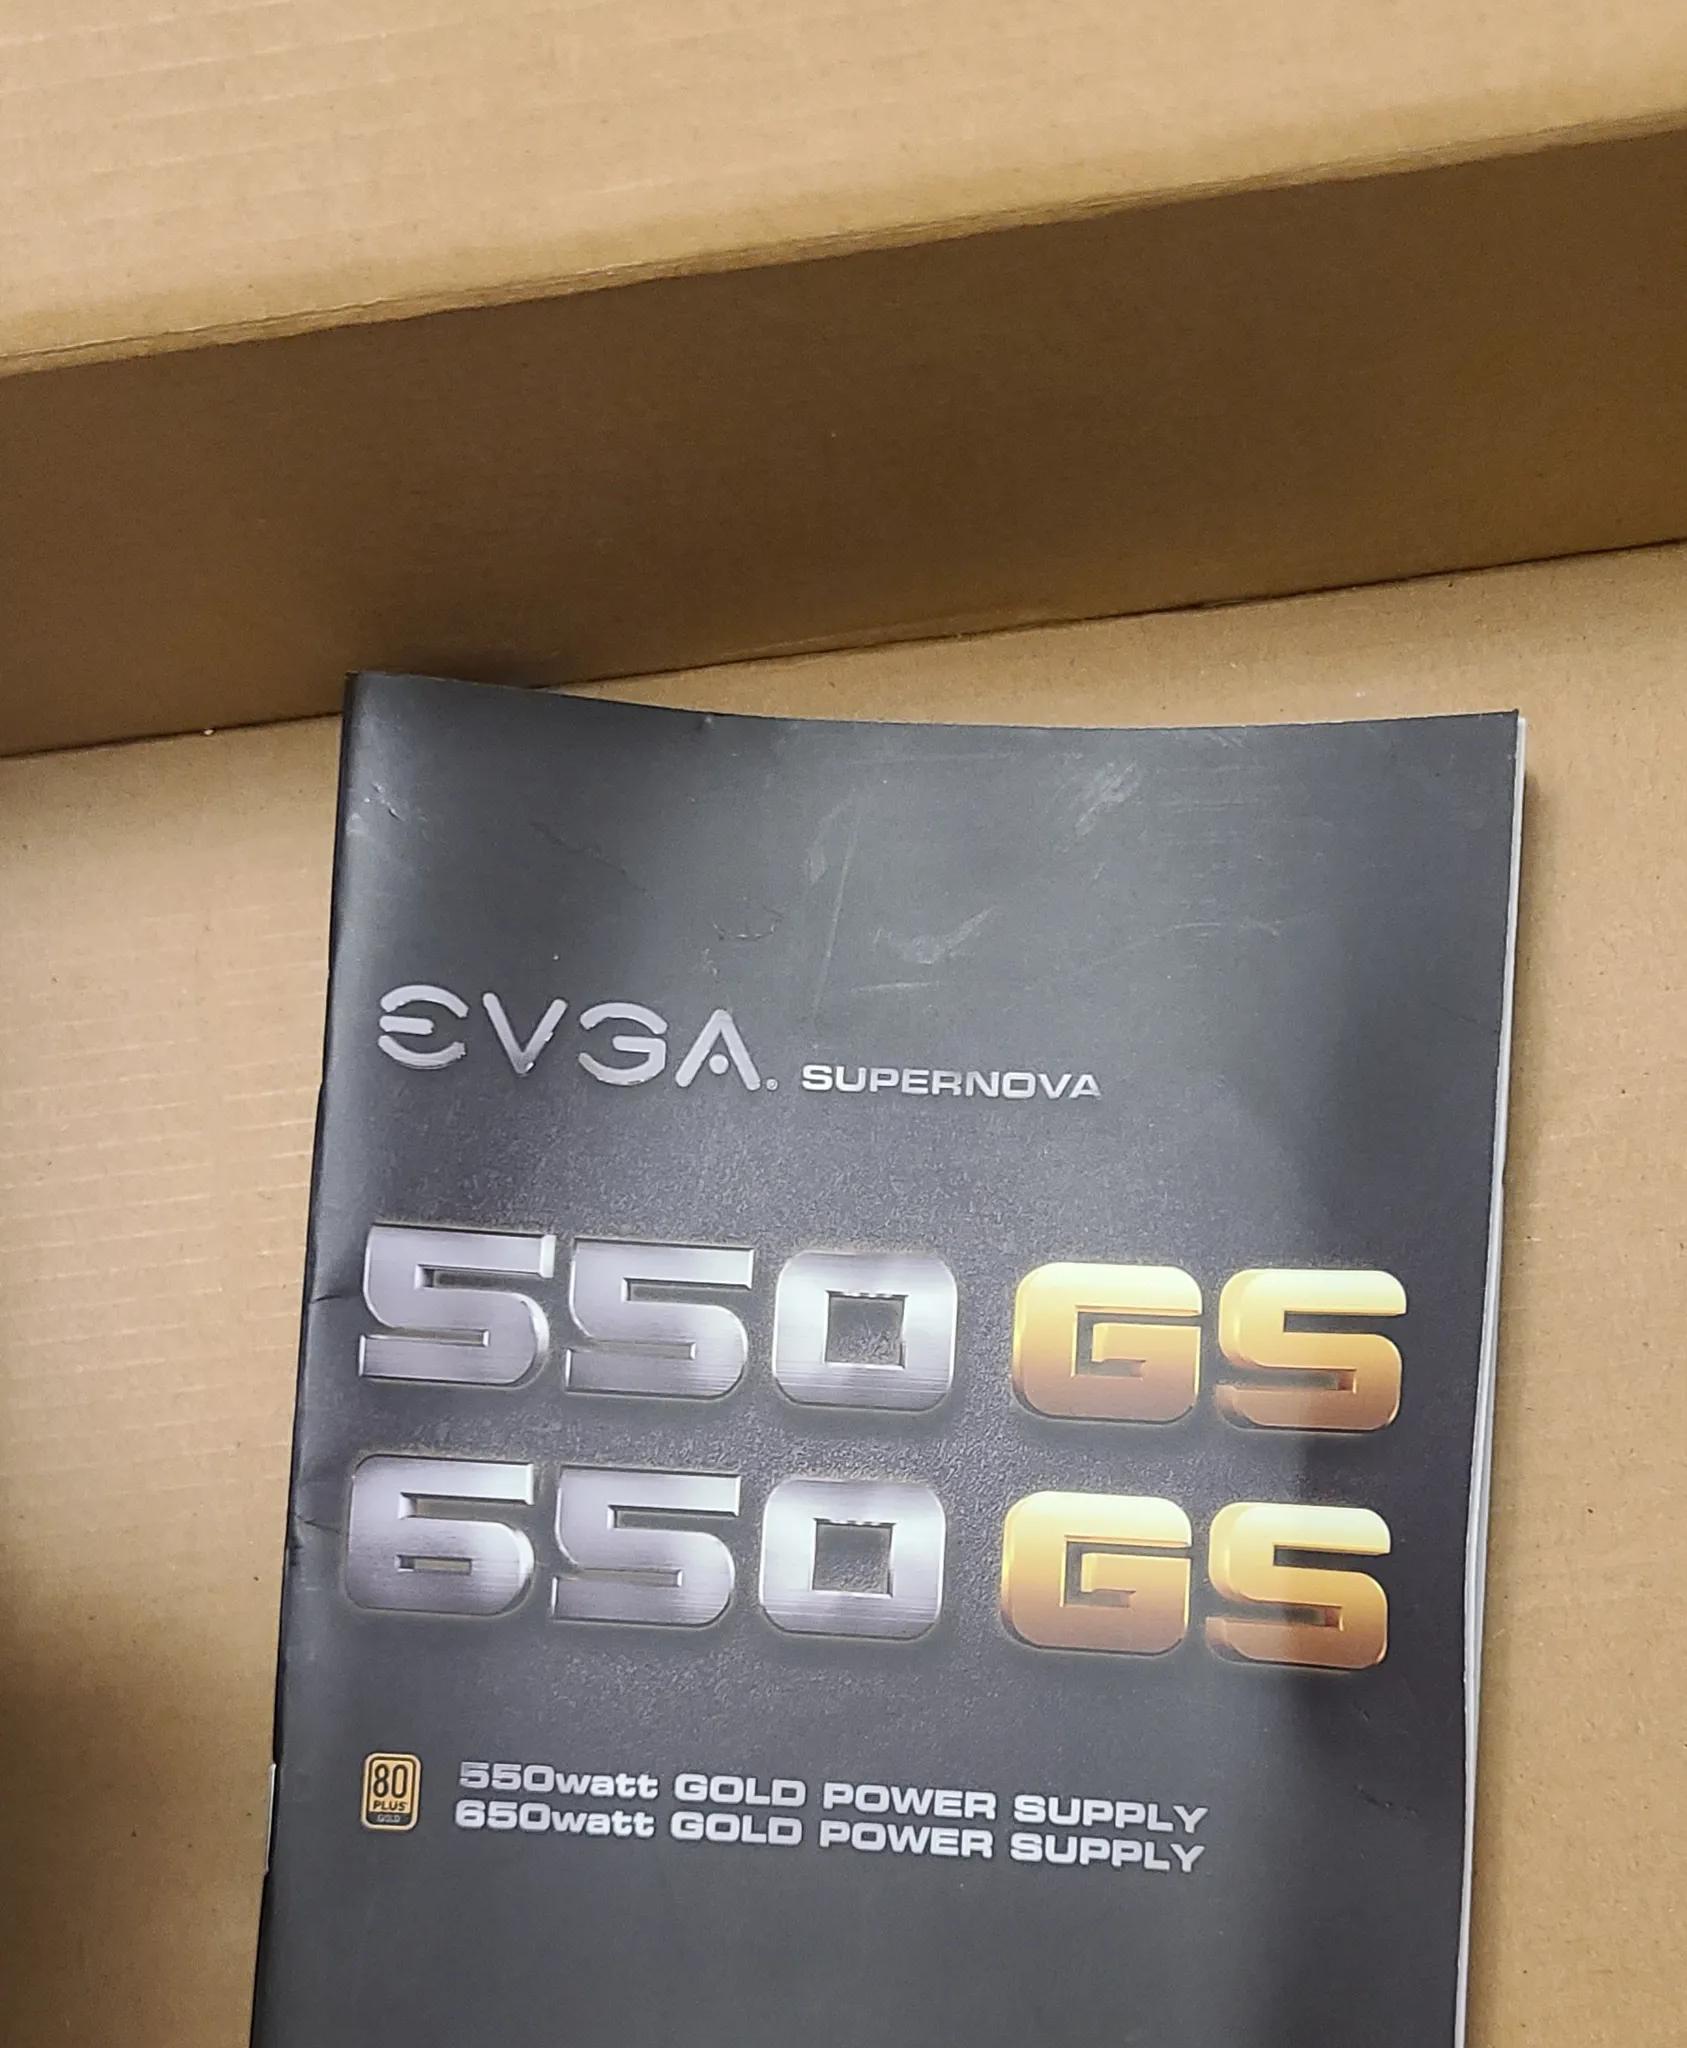 EVGA® SUPERNOVA
550 GS
650 GS
80
PLUS
GOLD
550watt GOLD POWER SUPPLY
650watt GOLD POWER SUPPLY